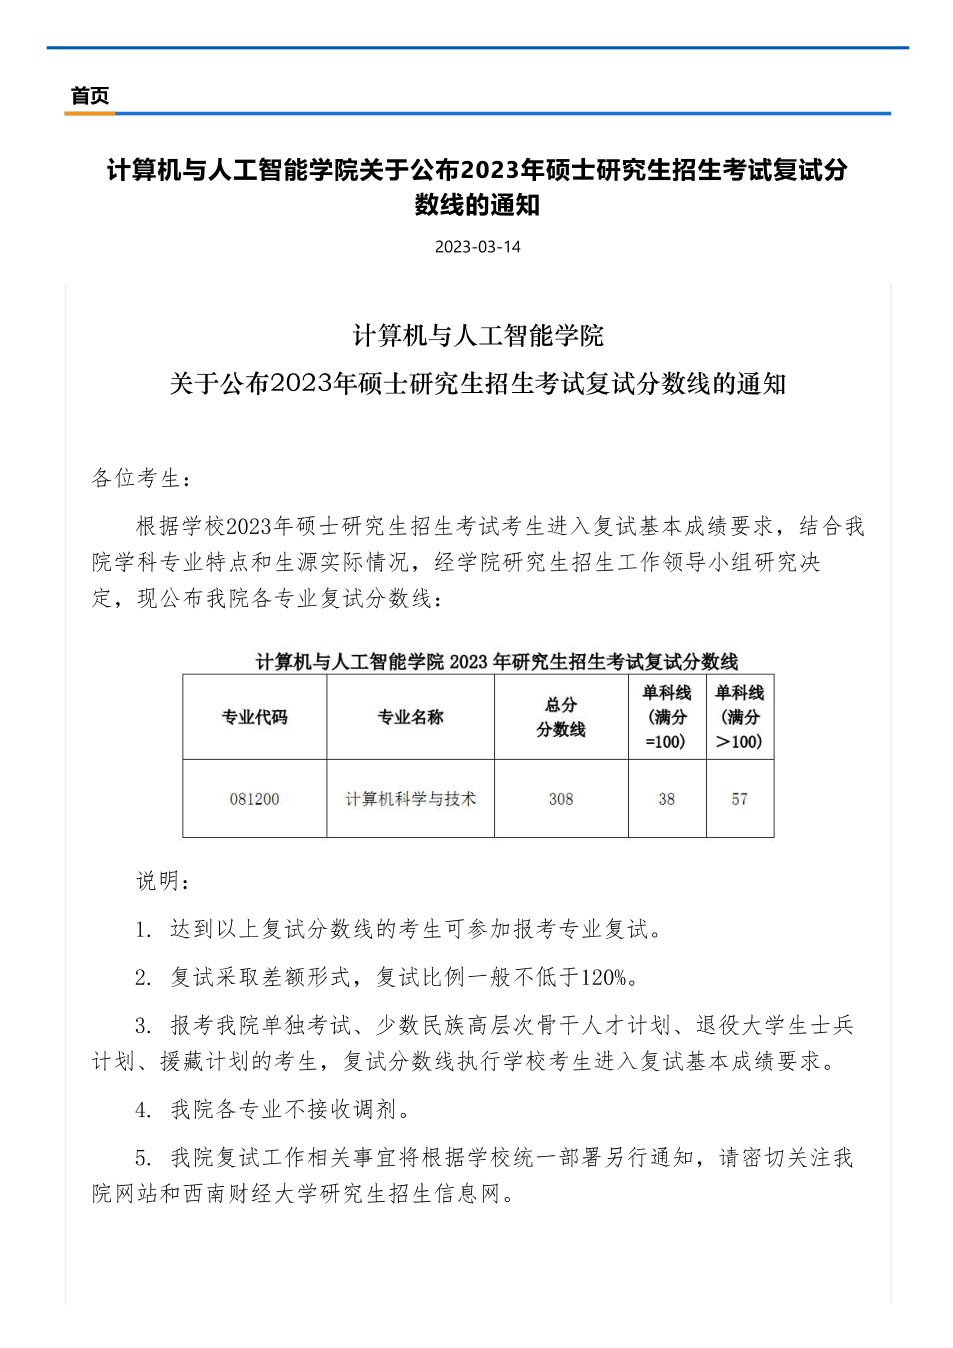 首页
计算机与人工智能学院关于公布2023年硕士研究生招生考试复试分
数线的通知
2023-03-14
计算机与人工智能学院
关于公布2023年硕士研究生招生考试复试分数线的通知
各位考生：
根据学校2023年硕士研究生招生考试考生进入复试基本成绩要求，结合我
院学科专业特点和生源实际情况，经学院研究生招生工作领导小组研究决
定，现公布我院各专业复试分数线：
计算机与人工智能学院 2023 年研究生招生考试复试分数线
专业代码
专业名称
总分
分数线
单科线
(满分
=100)
单科线
(满分
＞100)
081200
计算机科学与技术
308
38
57
说明：
1. 达到以上复试分数线的考生可参加报考专业复试。
2. 复试采取差额形式，复试比例一般不低于120%。
3. 报考我院单独考试、少数民族高层次骨干人才计划、退役大学生士兵
计划、援藏计划的考生，复试分数线执行学校考生进入复试基本成绩要求。
4. 我院各专业不接收调剂。
5. 我院复试工作相关事宜将根据学校统一部署另行通知，请密切关注我
院网站和西南财经大学研究生招生信息网。